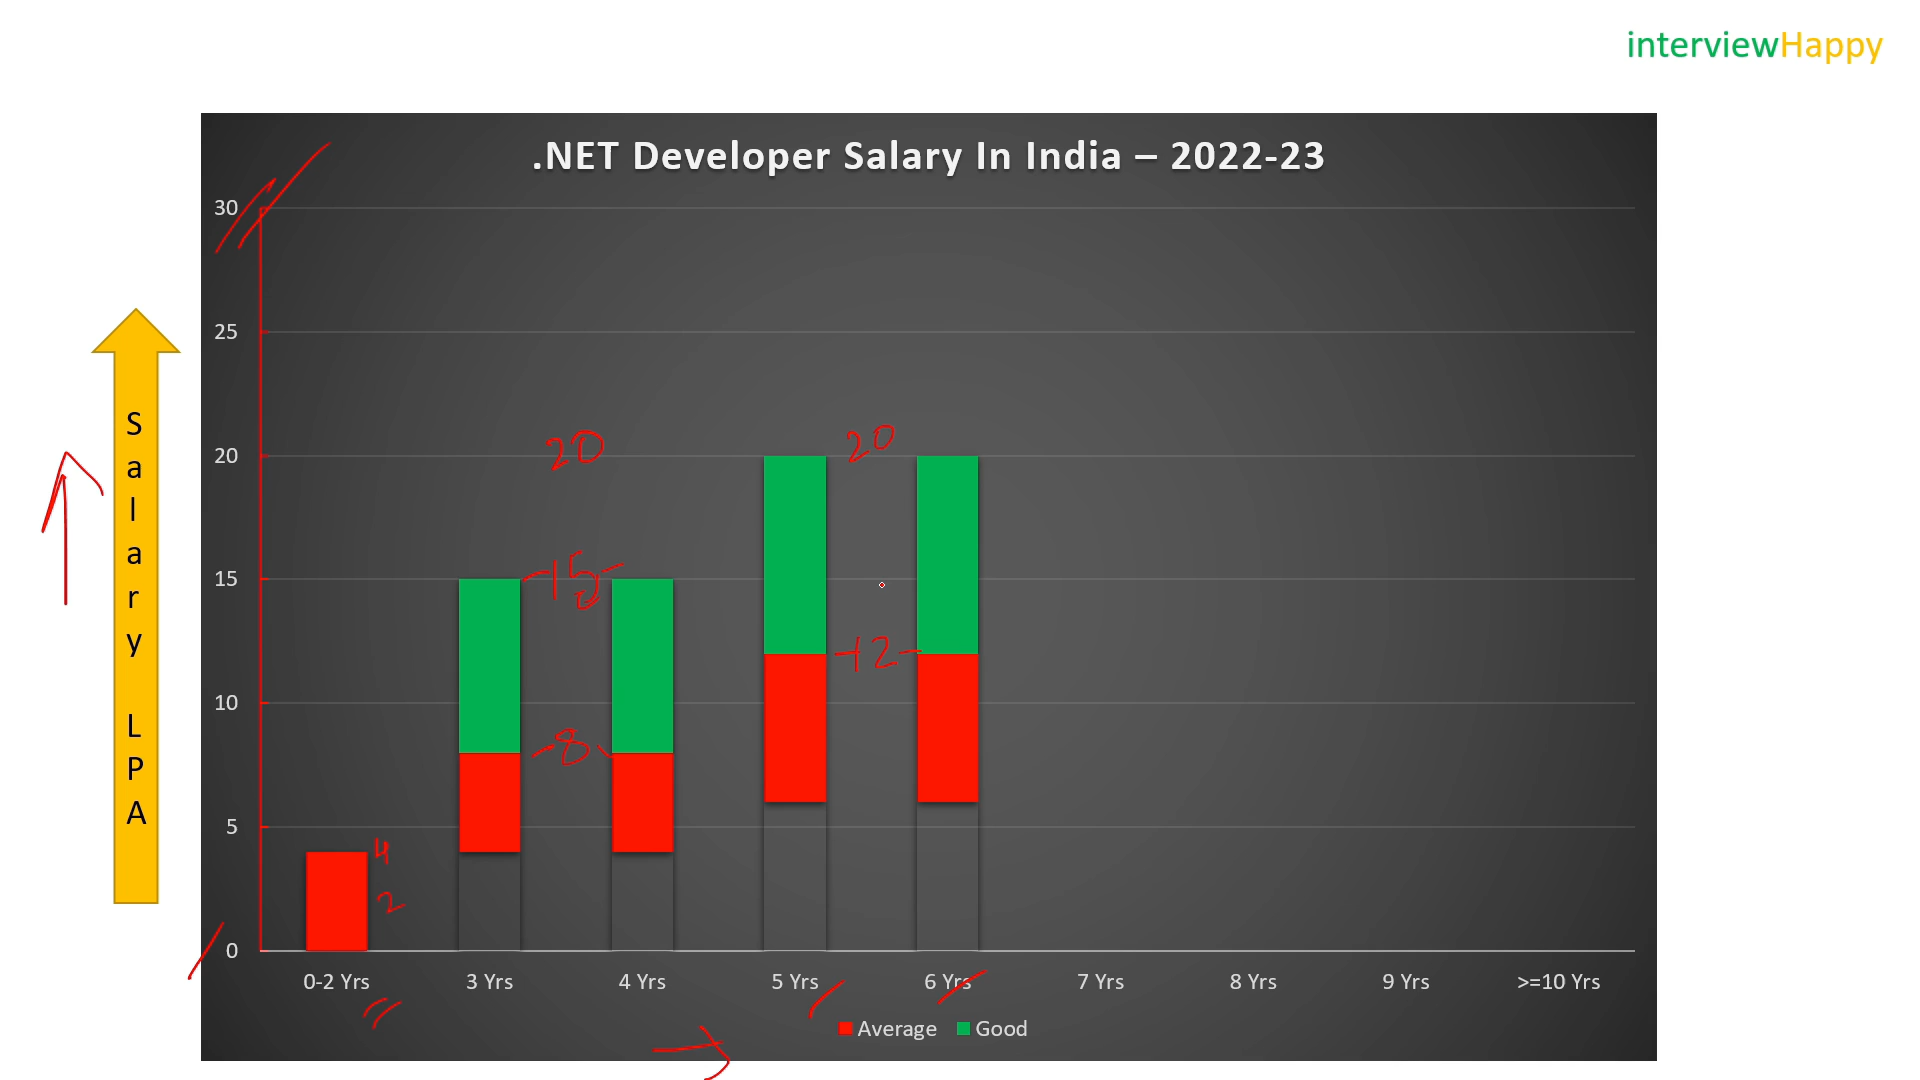 interviewHappy
.NET Developer Salary In India – 2022-23
30
25
20
15
10
5
0
Salary LPA
20
20
15
12
8
4
2
0-2 Yrs 3 Yrs 4 Yrs 5 Yrs 6 Yrs 7 Yrs 8 Yrs 9 Yrs >=10 Yrs
Average Good